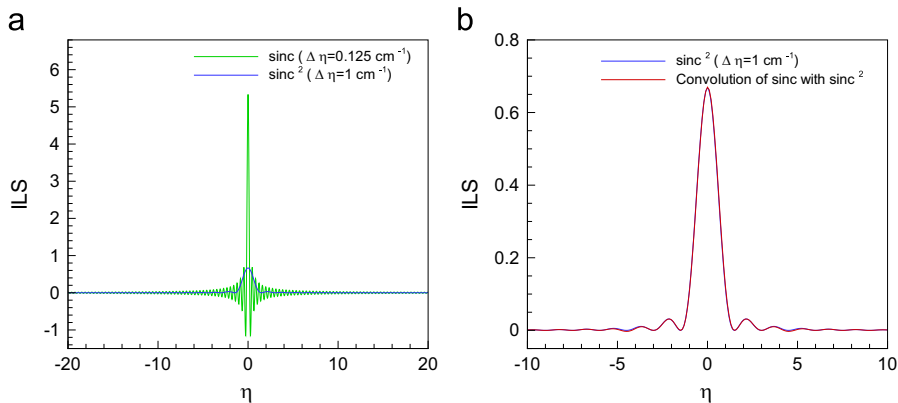 a
sinc ( Δ η=0.125 cm⁻¹)
sinc ² ( Δ η=1 cm⁻¹)
6
5
4
3
2
1
0
-1
ILS
-20
-10
0
10
20
η
b
sinc ² ( Δ η=1 cm⁻¹)
Convolution of sinc with sinc ²
0.8
0.6
0.4
0.2
0
ILS
-10
-5
0
5
10
η